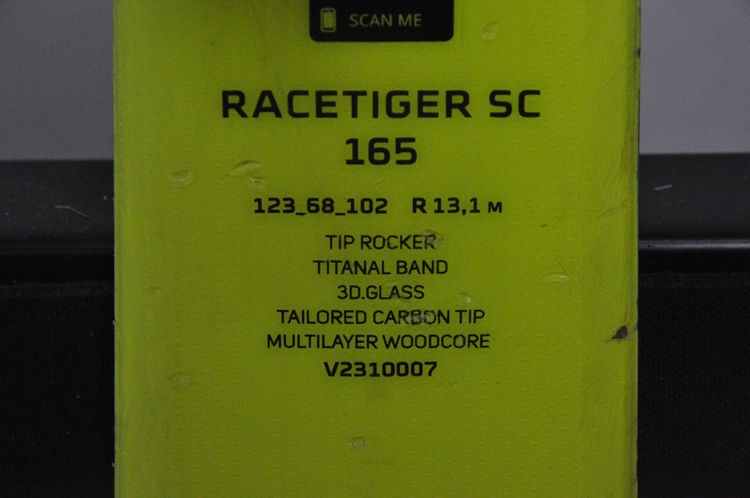 SCAN ME
RACETIGER SC
165
123_68_102 R 13,1 M
TIP ROCKER
TITANAL BAND
3D.GLASS
TAILORED CARBON TIP
MULTILAYER WOODCORE
V2310007